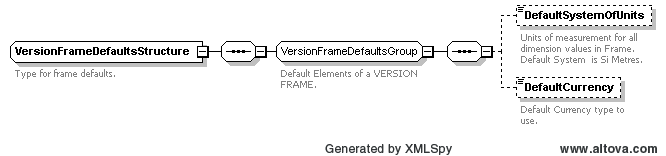 VersionFrameDefaultsStructure
Type for frame defaults.
VersionFrameDefaultsGroup
Default Elements of a VERSION
FRAME.
DefaultSystemOfUnits
Units of measurement for all
dimension values in Frame.
Default System is Si Metres.
DefaultCurrency
Default Currency type to
use.
Generated by XMLSpy
www.altova.com